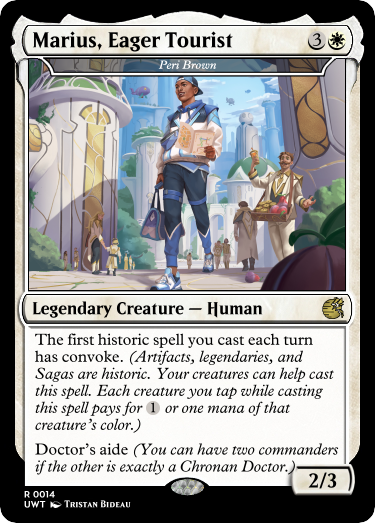 Marius, Eager Tourist 3
Peri Brown
Legendary Creature — Human
The first historic spell you cast each turn
has convoke. (Artifacts, legendaries, and
Sagas are historic. Your creatures can help cast
this spell. Each creature you tap while casting
this spell pays for 1 or one mana of that
creature's color.)
Doctor's aide (You can have two commanders
if the other is exactly a Chronan Doctor.)
2/3
R 0014
UWT Tristan Bideau